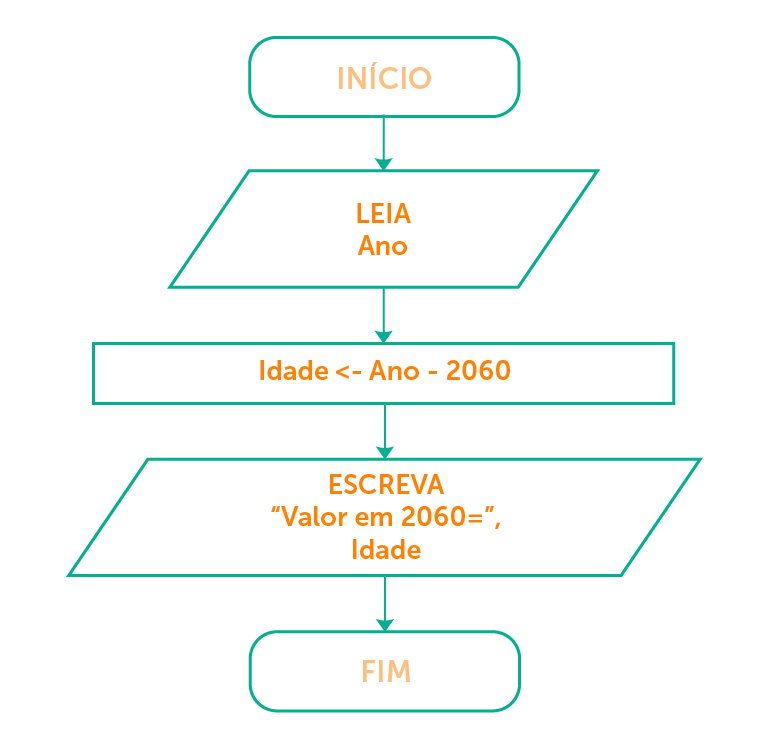 INÍCIO
LEIA
Ano
Idade <- Ano - 2060
ESCREVA
“Valor em 2060=”,
Idade
FIM